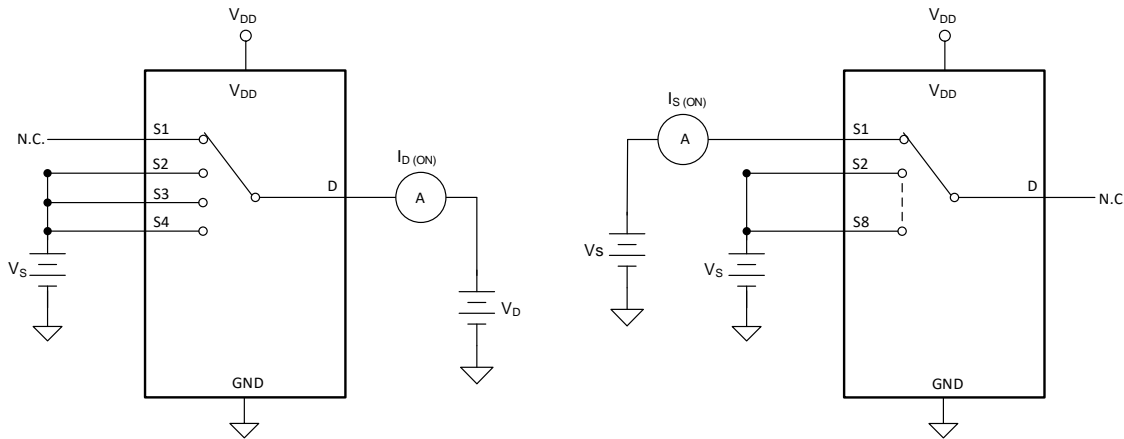 VDD
VDD
N.C.
S1
S2
S3
S4
D
ID (ON)
A
VS
VD
GND
VDD
VDD
IS (ON)
A
S1
S2
S8
D
N.C
VS
VS
GND